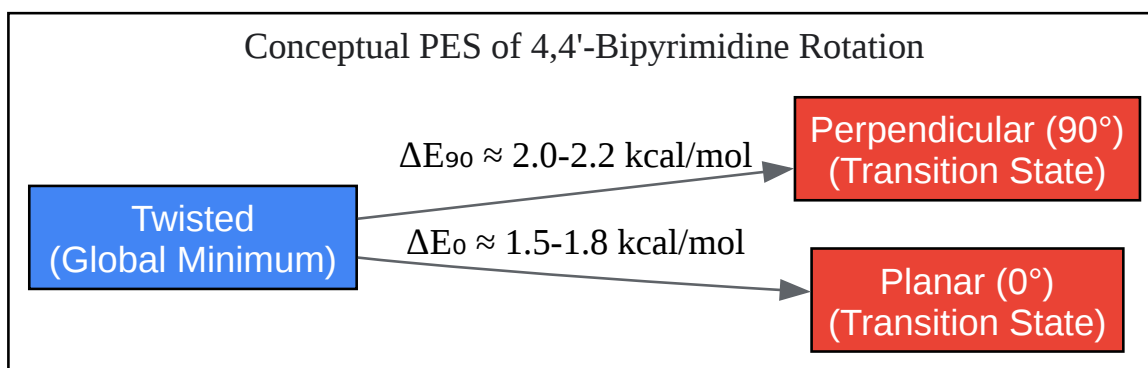 Conceptual PES of 4,4'-Bipyrimidine Rotation
Perpendicular (90°)
(Transition State)
ΔE₉₀ ≈ 2.0-2.2 kcal/mol
Twisted
(Global Minimum)
ΔE₀ ≈ 1.5-1.8 kcal/mol
Planar (0°)
(Transition State)